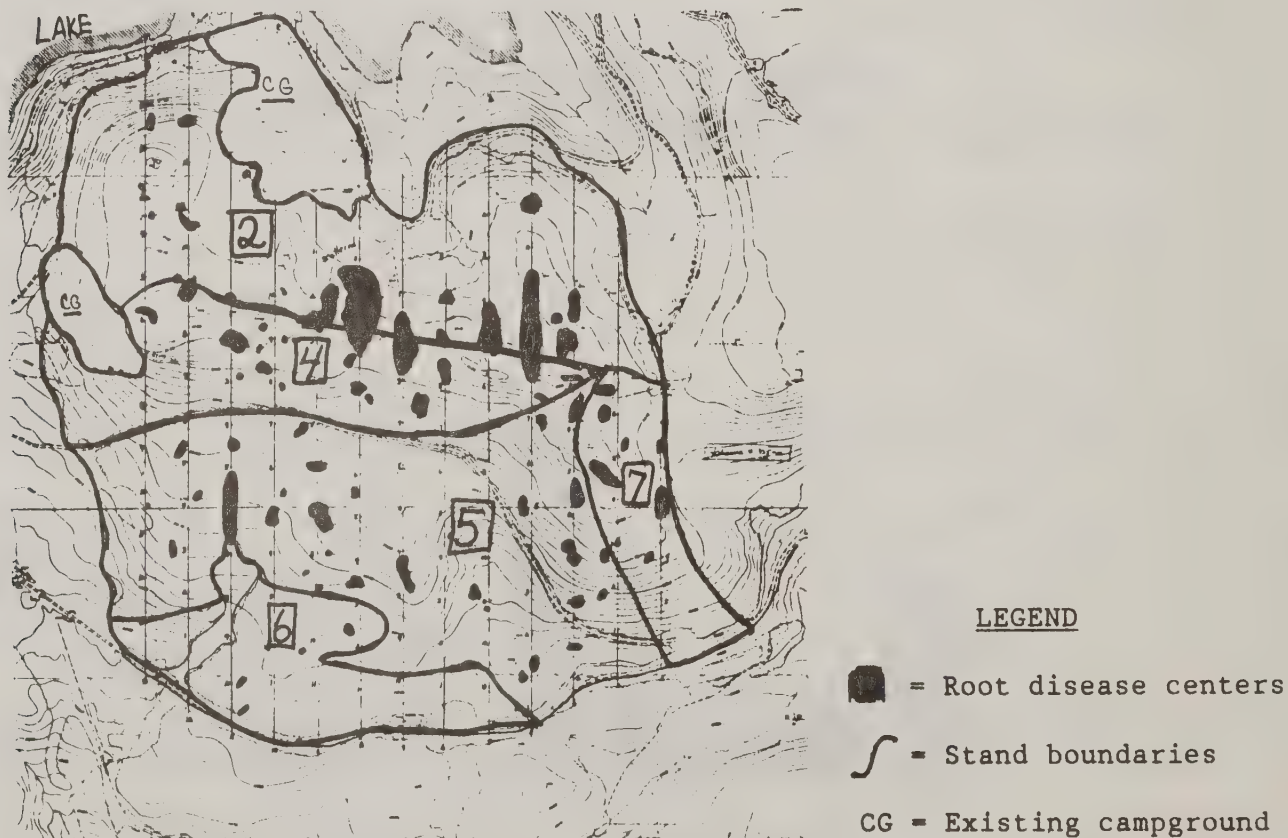 LAKE
CG
2
CG
4
7
5
6
LEGEND
= Root disease centers
= Stand boundaries
CG = Existing campground